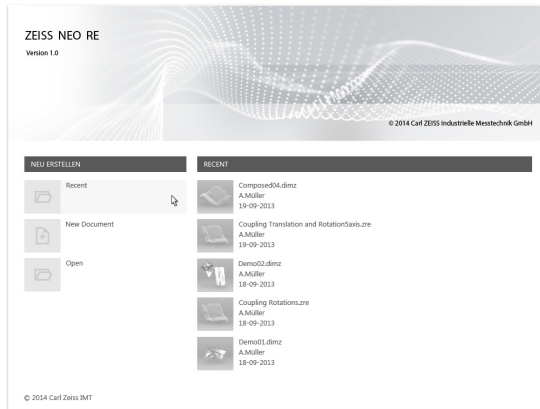 ZEISS NEO RE
Version 1.0
© 2014 Carl ZEISS Industrielle Messtechnik GmbH
NEU ERSTELLEN
Recent
New Document
Open
RECENT
Composed04.dimz
A.Müller
19-09-2013
Coupling Translation and Rotation5axis.zre
A.Müller
19-09-2013
Demo02.dimz
A.Müller
18-09-2013
Coupling Rotations.zre
A.Müller
18-09-2013
Demo01.dimz
A.Müller
18-09-2013
© 2014 Carl Zeiss IMT